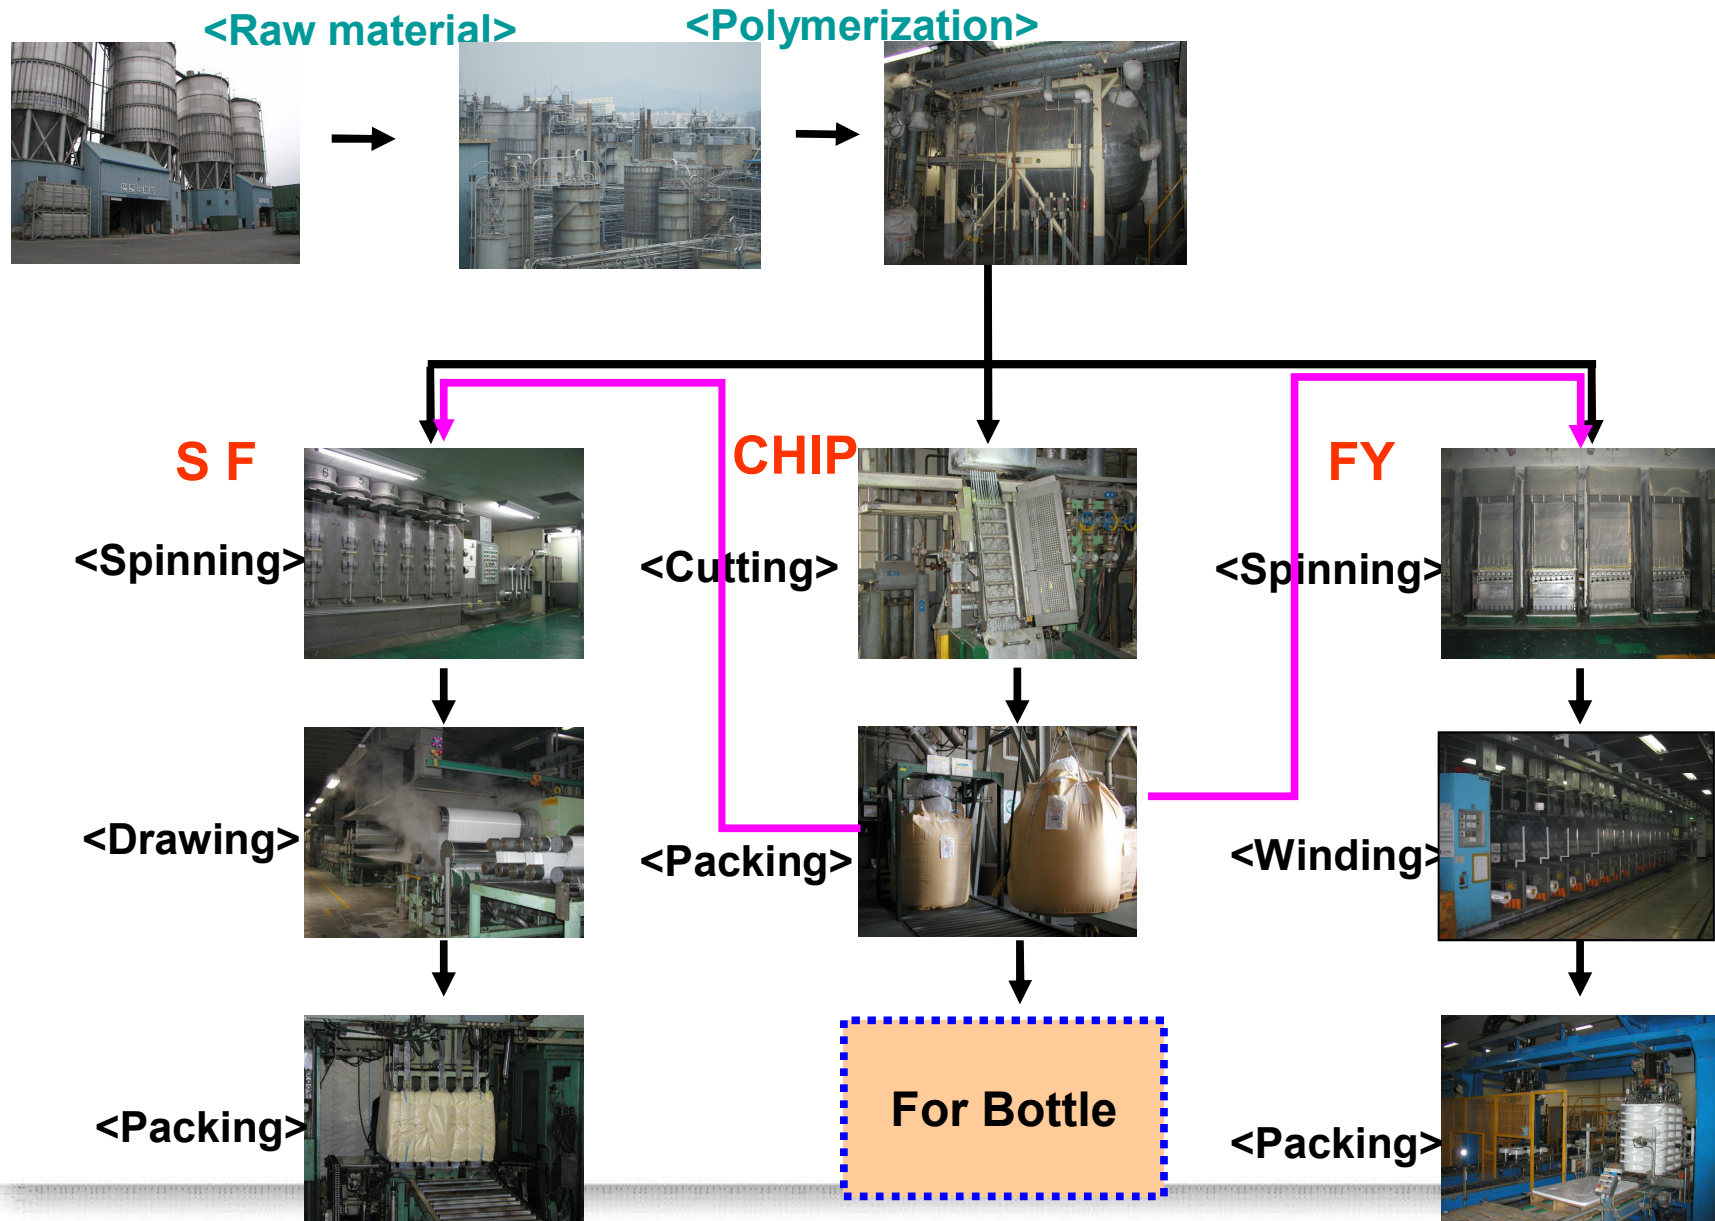 <Raw material>
<Polymerization>
S F
CHIP
FY
<Spinning>
<Cutting>
<Spinning>
<Drawing>
<Packing>
<Winding>
<Packing>
For Bottle
<Packing>